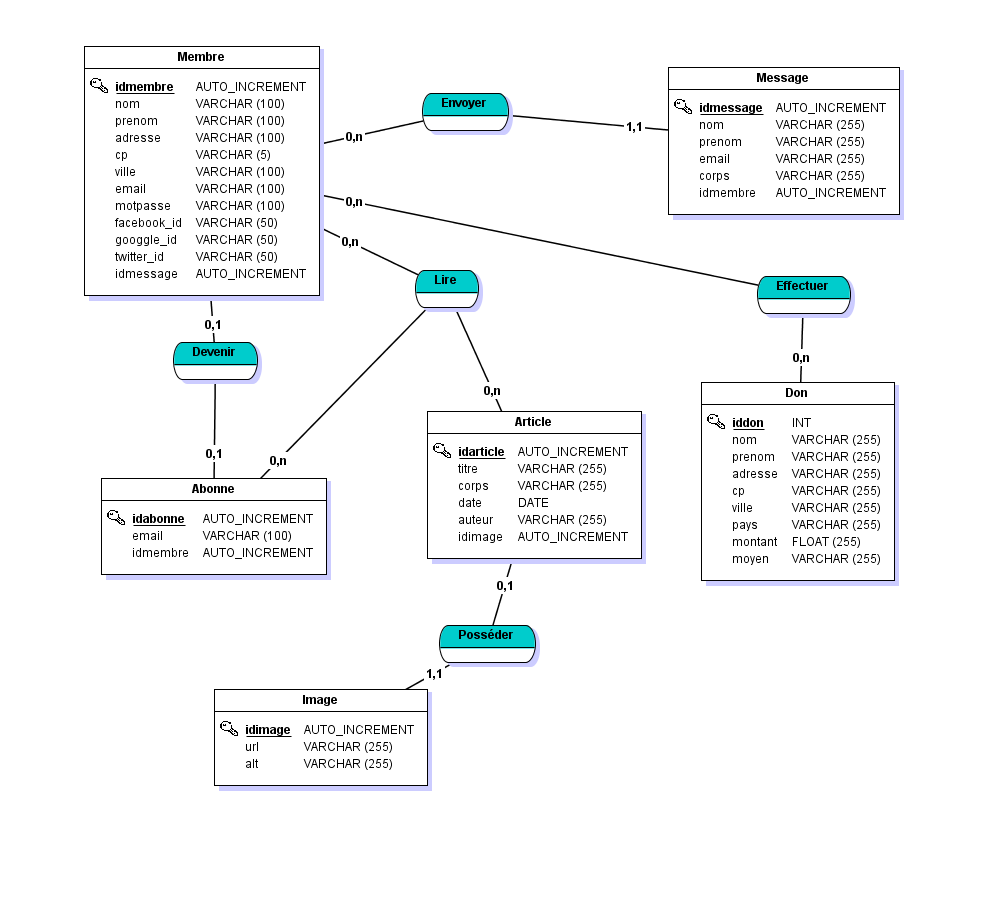 Membre
idmembre AUTO_INCREMENT
nom VARCHAR (100)
prenom VARCHAR (100)
adresse VARCHAR (100)
cp VARCHAR (5)
ville VARCHAR (100)
email VARCHAR (100)
motpasse VARCHAR (100)
facebook_id VARCHAR (50)
googgle_id VARCHAR (50)
twitter_id VARCHAR (50)
idmessage AUTO_INCREMENT
Envoyer
0,n
1,1
Message
idmessage AUTO_INCREMENT
nom VARCHAR (255)
prenom VARCHAR (255)
email VARCHAR (255)
corps VARCHAR (255)
idmembre AUTO_INCREMENT
0,n
0,n
Lire
Effectuer
0,1
Devenir
0,n
0,n
0,1
0,n
Abonne
idabonne AUTO_INCREMENT
email VARCHAR (100)
idmembre AUTO_INCREMENT
Article
idarticle AUTO_INCREMENT
titre VARCHAR (255)
corps VARCHAR (255)
date DATE
auteur VARCHAR (255)
idimage AUTO_INCREMENT
Don
iddon INT
nom VARCHAR (255)
prenom VARCHAR (255)
adresse VARCHAR (255)
cp VARCHAR (255)
ville VARCHAR (255)
pays VARCHAR (255)
montant FLOAT (255)
moyen VARCHAR (255)
0,1
Posséder
1,1
Image
idimage AUTO_INCREMENT
url VARCHAR (255)
alt VARCHAR (255)